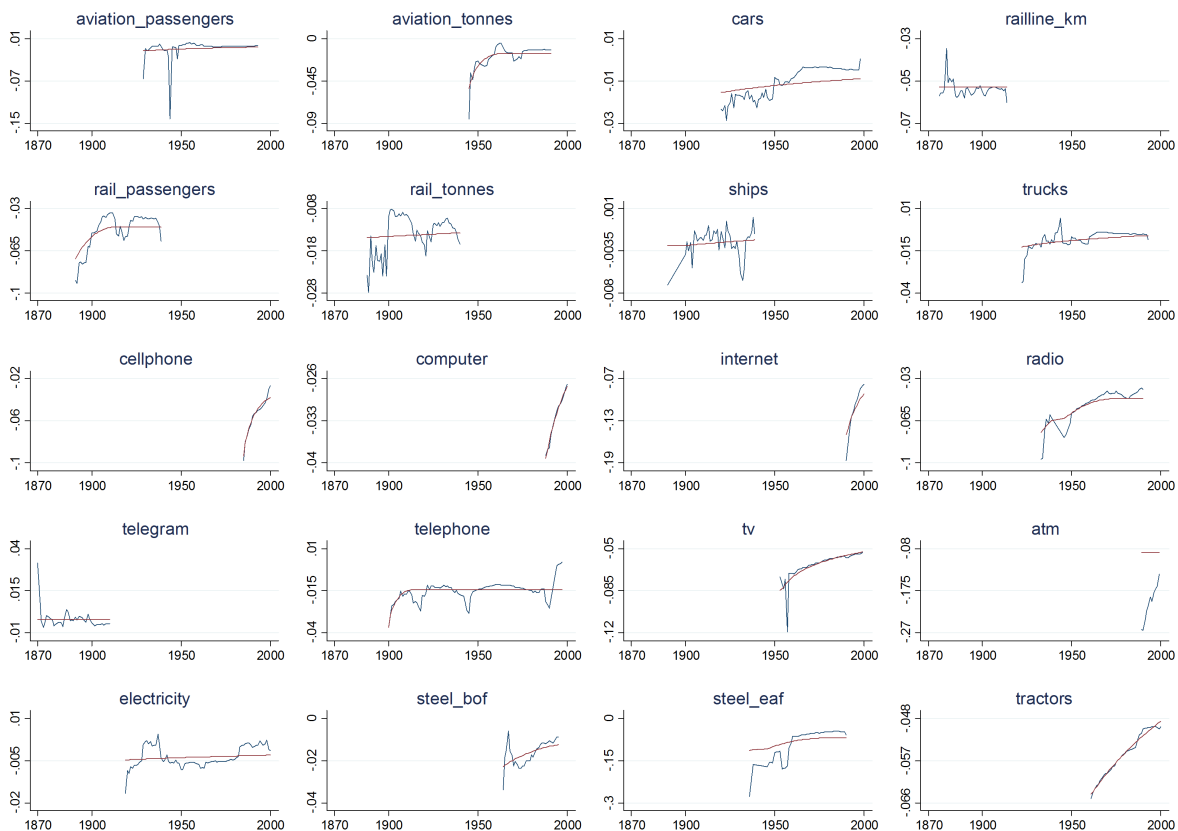 aviation_passengers
.01
-.07
-.15
1870 1900 1950 2000
aviation_tonnes
0
-.045
-.09
1870 1900 1950 2000
cars
.01
-.01
-.03
1870 1900 1950 2000
railline_km
-.03
-.05
-.07
1870 1900 1950 2000
rail_passengers
-.03
-.065
-.1
1870 1900 1950 2000
rail_tonnes
-.008
-.018
-.028
1870 1900 1950 2000
ships
.001
-.0035
-.008
1870 1900 1950 2000
trucks
.01
-.015
-.04
1870 1900 1950 2000
cellphone
-.02
-.06
-.1
1870 1900 1950 2000
computer
-.026
-.033
-.04
1870 1900 1950 2000
internet
-.07
-.13
-.19
1870 1900 1950 2000
radio
-.03
-.065
-.1
1870 1900 1950 2000
telegram
.04
.015
-.01
1870 1900 1950 2000
telephone
.01
-.015
-.04
1870 1900 1950 2000
tv
-.05
-.085
-.12
1870 1900 1950 2000
atm
-.08
-.175
-.27
1870 1900 1950 2000
electricity
.01
-.005
-.02
1870 1900 1950 2000
steel_bof
0
-.02
-.04
1870 1900 1950 2000
steel_eaf
0
-.15
-.3
1870 1900 1950 2000
tractors
-.048
-.057
-.066
1870 1900 1950 2000